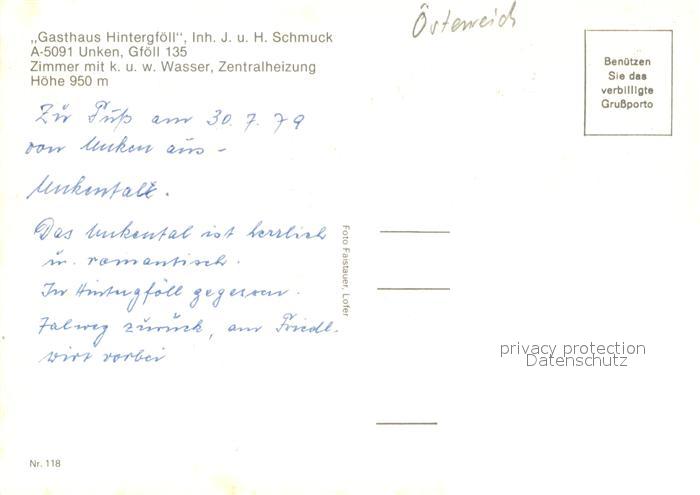 „Gasthaus Hintergföll", Inh. J. u. H. Schmuck
A-5091 Unken, Gföll 135
Zimmer mit k. u. w. Wasser, Zentralheizung
Höhe 950 m
Österreich
Benützen
Sie das
verbilligte
Grußporto
Zu Fuß am 30. 7. 79
von Unken aus -
Unkental.
Das Unkental ist herrlich
u. romantisch.
In Hintergföll gegessen.
Talweg zurück, am Friedl-
wirt vorbei
Foto Faistauer, Lofer
privacy protection
Datenschutz
Nr. 118